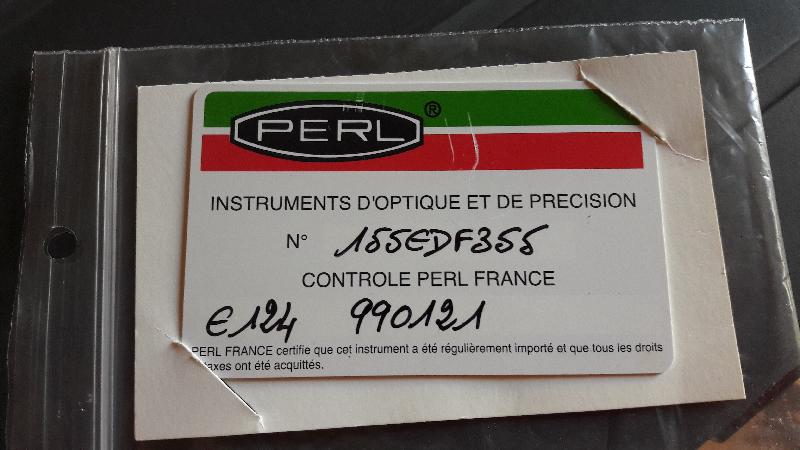 PERL ®
INSTRUMENTS D'OPTIQUE ET DE PRECISION
N° 155EDF355
CONTROLE PERL FRANCE
E124 990121
PERL FRANCE certifie que cet instrument a été régulièrement importé et que tous les droits
taxes ont été acquittés.